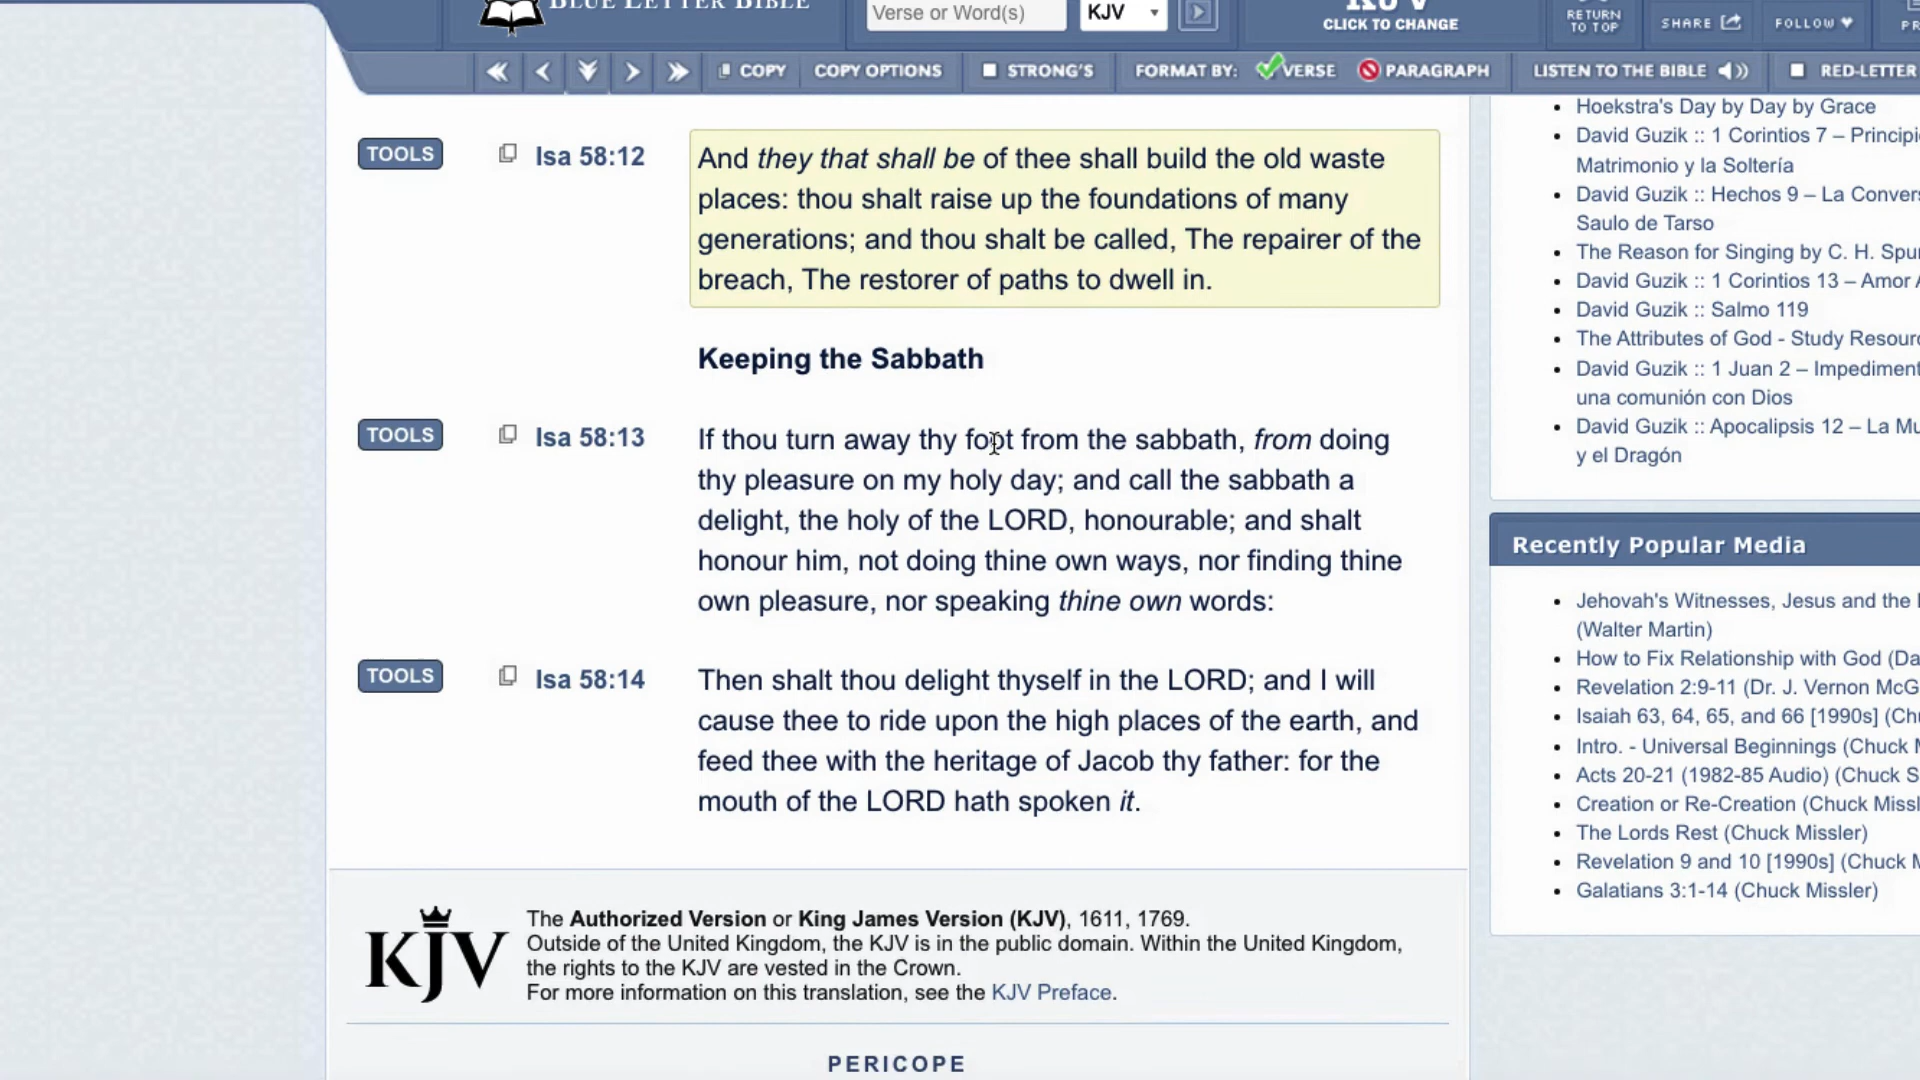 BLUE LETTER BIBLE
Verse or Word(s)
KJV
KJV
CLICK TO CHANGE
RETURN
TO TOP
SHARE
FOLLOW
COPY
COPY OPTIONS
STRONG'S
FORMAT BY:
VERSE
PARAGRAPH
LISTEN TO THE BIBLE
RED-LETTER
TOOLS
Isa 58:12
And they that shall be of thee shall build the old waste
places: thou shalt raise up the foundations of many
generations; and thou shalt be called, The repairer of the
breach, The restorer of paths to dwell in.
Keeping the Sabbath
TOOLS
Isa 58:13
If thou turn away thy foot from the sabbath, from doing
thy pleasure on my holy day; and call the sabbath a
delight, the holy of the LORD, honourable; and shalt
honour him, not doing thine own ways, nor finding thine
own pleasure, nor speaking thine own words:
TOOLS
Isa 58:14
Then shalt thou delight thyself in the LORD; and I will
cause thee to ride upon the high places of the earth, and
feed thee with the heritage of Jacob thy father: for the
mouth of the LORD hath spoken it.
KJV
The Authorized Version or King James Version (KJV), 1611, 1769.
Outside of the United Kingdom, the KJV is in the public domain. Within the United Kingdom,
the rights to the KJV are vested in the Crown.
For more information on this translation, see the KJV Preface.
PERICOPE
Hoekstra's Day by Day by Grace
David Guzik :: 1 Corintios 7 –
Matrimonio y la Soltería
David Guzik :: Hechos 9 – La
Saulo de Tarso
The Reason for Singing by C. H.
David Guzik :: 1 Corintios 13 – Amor
David Guzik :: Salmo 119
The Attributes of God - Study
David Guzik :: 1 Juan 2 –
una comunión con Dios
David Guzik :: Apocalipsis 12 – La
y el Dragón
Recently Popular Media
Jehovah's Witnesses, Jesus and the
(Walter Martin)
How to Fix Relationship with God
Revelation 2:9-11 (Dr. J. Vernon
Isaiah 63, 64, 65, and 66 [1990s]
Intro. - Universal Beginnings (Chuck
Acts 20-21 (1982-85 Audio) (Chuck
Creation or Re-Creation (Chuck
The Lords Rest (Chuck Missler)
Revelation 9 and 10 [1990s] (Chuck
Galatians 3:1-14 (Chuck Missler)